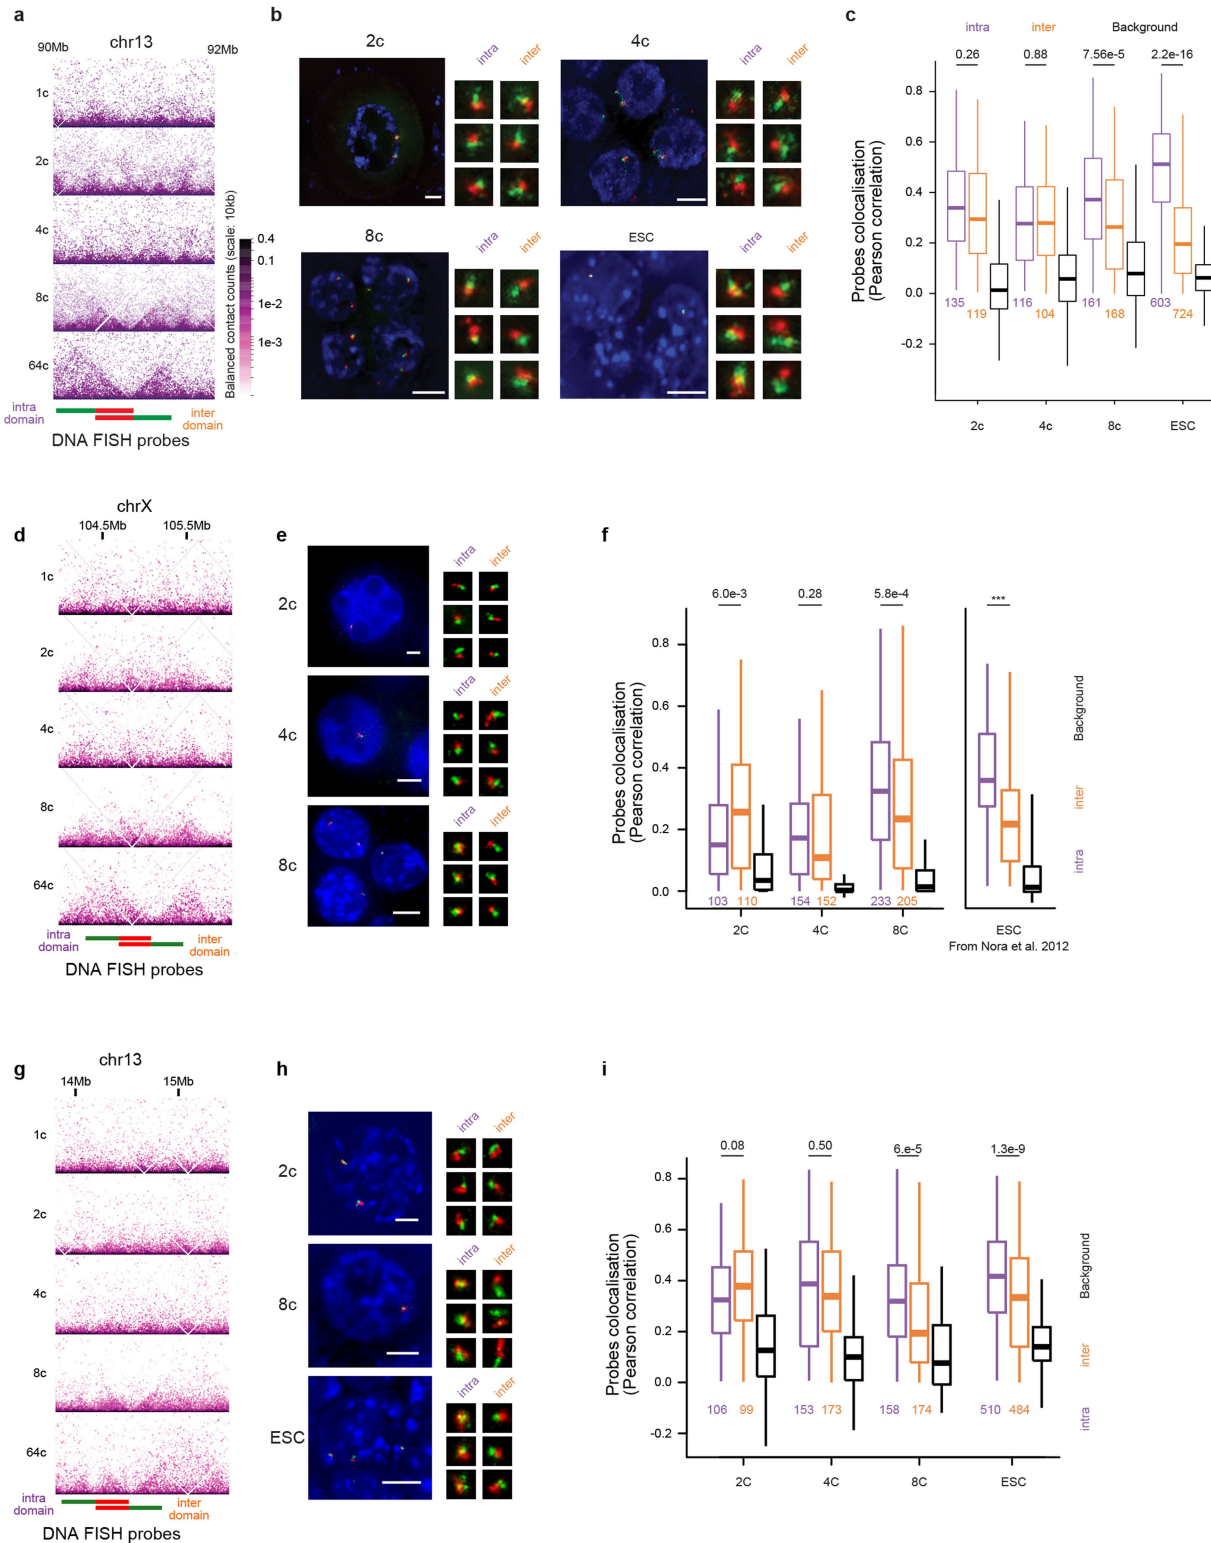 a
90Mb
chr13
92Mb
1c
2c
4c
8c
64c
Balanced contact counts (scale: 10kb)
0.4
0.1
1e-2
1e-3
intra
domain
inter
domain
DNA FISH probes
b
2c
intra
inter
4c
intra
inter
8c
intra
inter
ESC
intra
inter
c
intra
inter
Background
0.26
0.88
7.56e-5
2.2e-16
Probes colocalisation
(Pearson correlation)
0.8
0.6
0.4
0.2
0.0
-0.2
135
119
116
104
161
168
603
724
2c
4c
8c
ESC
d
chrX
104.5Mb
105.5Mb
1c
2c
4c
8c
64c
intra
domain
inter
domain
DNA FISH probes
e
intra
inter
2c
intra
inter
4c
intra
inter
8c
f
6.0e-3
0.28
5.8e-4
***
Probes colocalisation
(Pearson correlation)
0.8
0.6
0.4
0.2
0.0
103
110
154
152
233
205
2C
4C
8C
ESC
From Nora et al. 2012
Background
inter
intra
g
chr13
14Mb
15Mb
1c
2c
4c
8c
64c
intra
domain
inter
domain
DNA FISH probes
h
intra
inter
2c
intra
inter
8c
intra
inter
ESC
i
0.08
0.50
6.e-5
1.3e-9
Probes colocalisation
(Pearson correlation)
0.8
0.6
0.4
0.2
0.0
-0.2
106
99
153
173
158
174
510
484
2C
4C
8C
ESC
Background
inter
intra